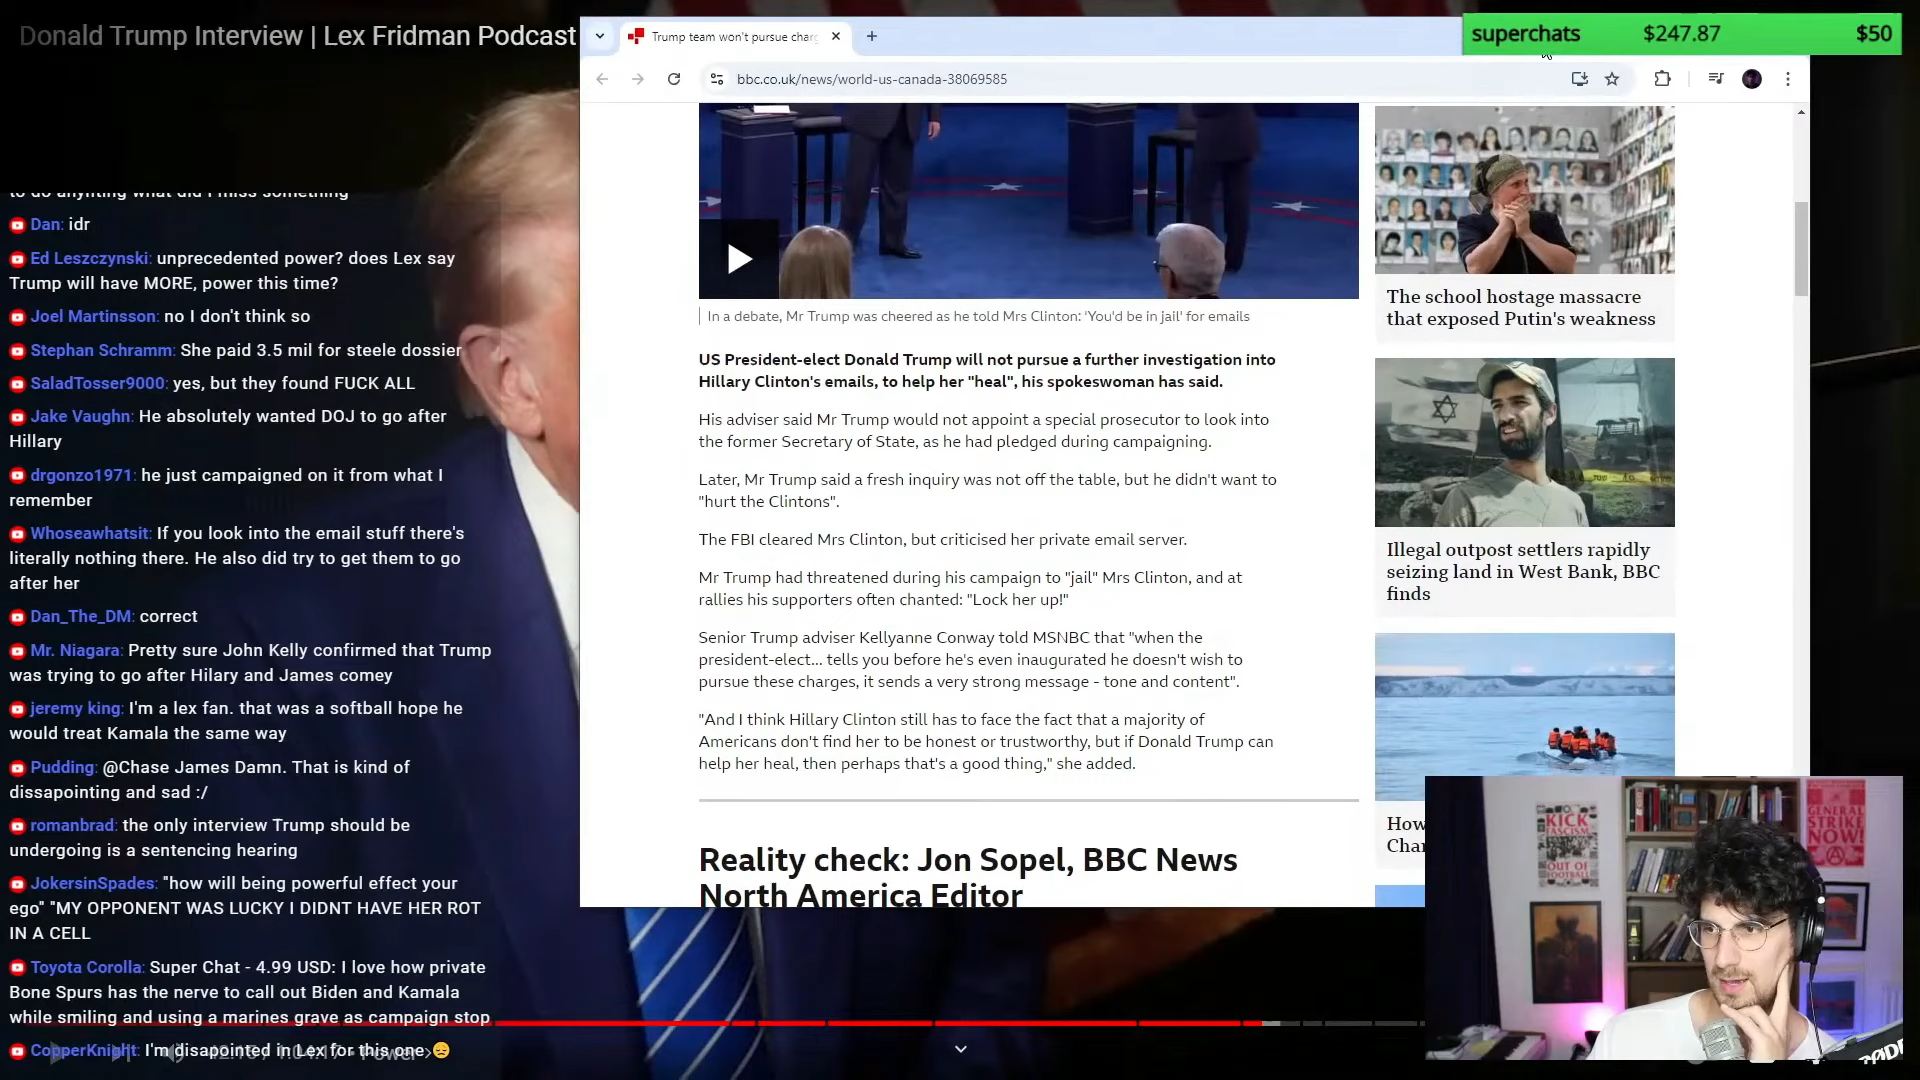 Donald Trump Interview | Lex Fridman Podcast
Trump team won't pursue char
superchats $247.87 $50
bbc.co.uk/news/world-us-canada-38069585
to do anyhting what did I miss something
Dan: idr
Ed Leszczynski: unprecedented power? does Lex say
Trump will have MORE, power this time?
Joel Martinsson: no I don't think so
Stephan Schramm: She paid 3.5 mil for steele dossier
SaladTosser9000: yes, but they found FUCK ALL
Jake Vaughn: He absolutely wanted DOJ to go after
Hillary
drgonzo1971: he just campaigned on it from what I
remember
Whoseawhatsit: If you look into the email stuff there's
literally nothing there. He also did try to get them to go
after her
Dan_The_DM: correct
Mr. Niagara: Pretty sure John Kelly confirmed that Trump
was trying to go after Hilary and James comey
jeremy king: I'm a lex fan. that was a softball hope he
would treat Kamala the same way
Pudding: @Chase James Damn. That is kind of
dissapointing and sad :/
romanbrad: the only interview Trump should be
undergoing is a sentencing hearing
JokersinSpades: "how will being powerful effect your
ego" "MY OPPONENT WAS LUCKY I DIDNT HAVE HER ROT
IN A CELL
Toyota Corolla: Super Chat - 4.99 USD: I love how private
Bone Spurs has the nerve to call out Biden and Kamala
while smiling and using a marines grave as campaign stop
CopperKnight: I'm disapointed in Lex for this one
In a debate, Mr Trump was cheered as he told Mrs Clinton: 'You'd be in jail' for emails
US President-elect Donald Trump will not pursue a further investigation into
Hillary Clinton's emails, to help her "heal", his spokeswoman has said.
His adviser said Mr Trump would not appoint a special prosecutor to look into
the former Secretary of State, as he had pledged during campaigning.
Later, Mr Trump said a fresh inquiry was not off the table, but he didn't want to
"hurt the Clintons".
The FBI cleared Mrs Clinton, but criticised her private email server.
Mr Trump had threatened during his campaign to "jail" Mrs Clinton, and at
rallies his supporters often chanted: "Lock her up!"
Senior Trump adviser Kellyanne Conway told MSNBC that "when the
president-elect... tells you before he's even inaugurated he doesn't wish to
pursue these charges, it sends a very strong message - tone and content".
"And I think Hillary Clinton still has to face the fact that a majority of
Americans don't find her to be honest or trustworthy, but if Donald Trump can
help her heal, then perhaps that's a good thing," she added.
Reality check: Jon Sopel, BBC News
North America Editor
The school hostage massacre
that exposed Putin's weakness
Illegal outpost settlers rapidly
seizing land in West Bank, BBC
finds
How
Char
KICK
FASCISM
OUT OF
FOOTBALL
GENERAL
STRIKE
NOW!
RØDE